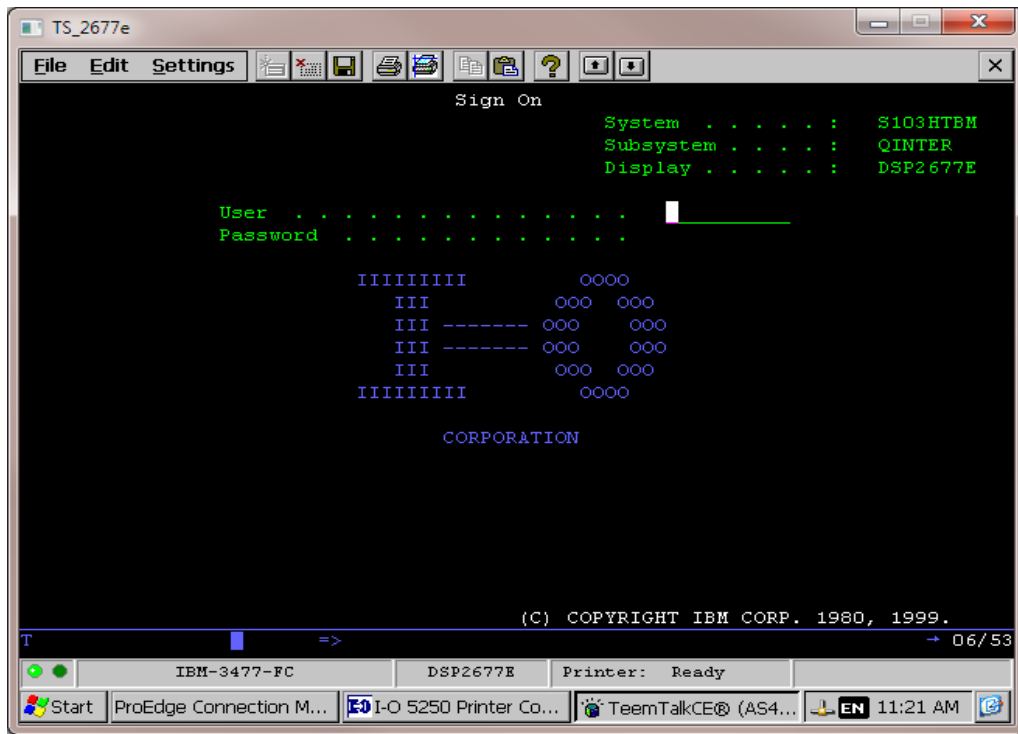 TS_2677e
File Edit Settings
Sign On
System . . . . . : S103HTBM
Subsystem . . . . : QINTER
Display . . . . . : DSP2677E
User . . . . . . . . . . . . . .
Password . . . . . . . . . . . .
IIIIIIIII OOOO
III OOO OOO
III ------- OOO OOO
III ------- OOO OOO
III OOO OOO
IIIIIIIII OOOO
CORPORATION
(C) COPYRIGHT IBM CORP. 1980, 1999.
T => → 06/53
IBM-3477-FC DSP2677E Printer: Ready
Start ProEdge Connection M... I-O I-O 5250 Printer Co... TeemTalkCE® (AS4... EN 11:21 AM